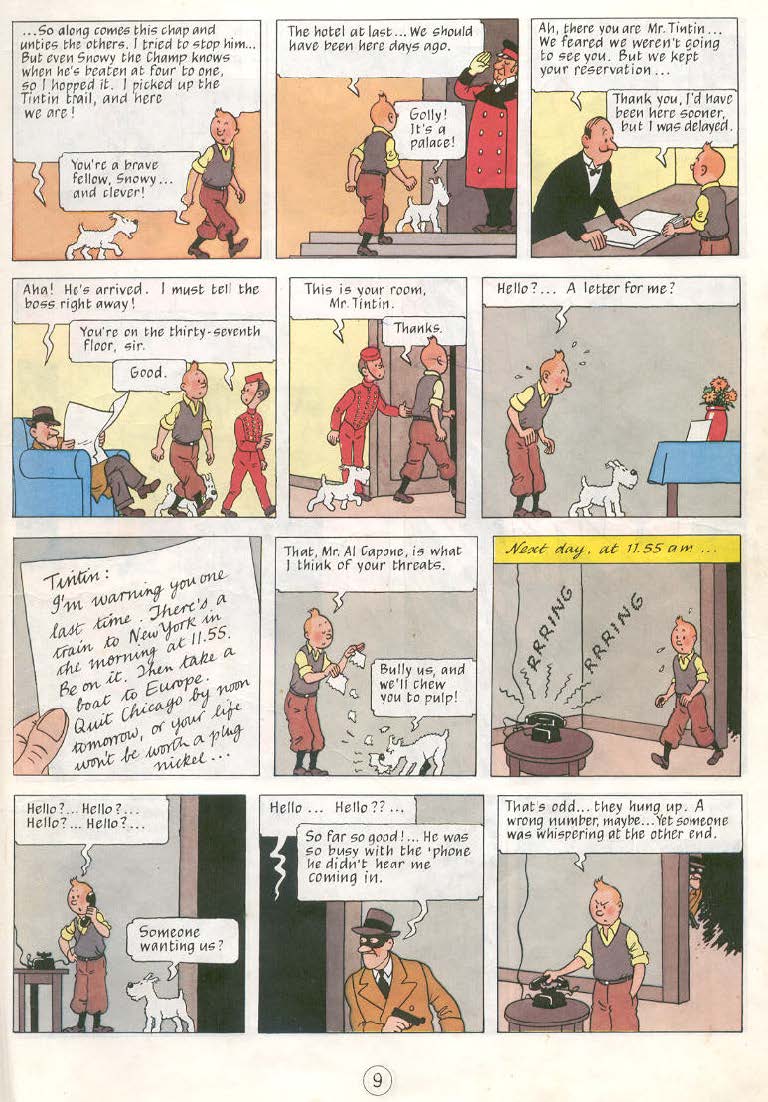 ...So along comes this chap and
unties the others. I tried to stop him...
But even Snowy the Champ knows
when he's beaten at four to one,
so I hopped it. I picked up the
Tintin trail, and here
we are!
You're a brave
fellow, Snowy...
and clever!
The hotel at last... We should
have been here days ago.
Golly!
It's a
palace!
Ah, there you are Mr. Tintin...
We feared we weren't going
to see you. But we kept
your reservation ...
Thank you, I'd have
been here sooner,
but I was delayed.
Aha! He's arrived. I must tell the
boss right away!
You're on the thirty-seventh
floor, sir.
Good.
This is your room,
Mr. Tintin.
Thanks.
Hello?... A letter for me?
Tintin:
I'm warning you one
last time. There's a
train to New York in
the morning at 11.55.
Be on it. Then take a
boat to Europe.
Quit Chicago by noon
tomorrow, or your life
won't be worth a plug
nickel...
That, Mr. Al Capone, is what
I think of your threats.
Bully us, and
we'll chew
you to pulp!
Next day, at 11.55 am ...
RRRING
RRRING
Hello?... Hello?...
Hello?... Hello?...
Someone
wanting us?
Hello ... Hello??...
So far so good!... He was
so busy with the 'phone
he didn't hear me
coming in.
That's odd... they hung up. A
wrong number, maybe... Yet someone
was whispering at the other end.
9